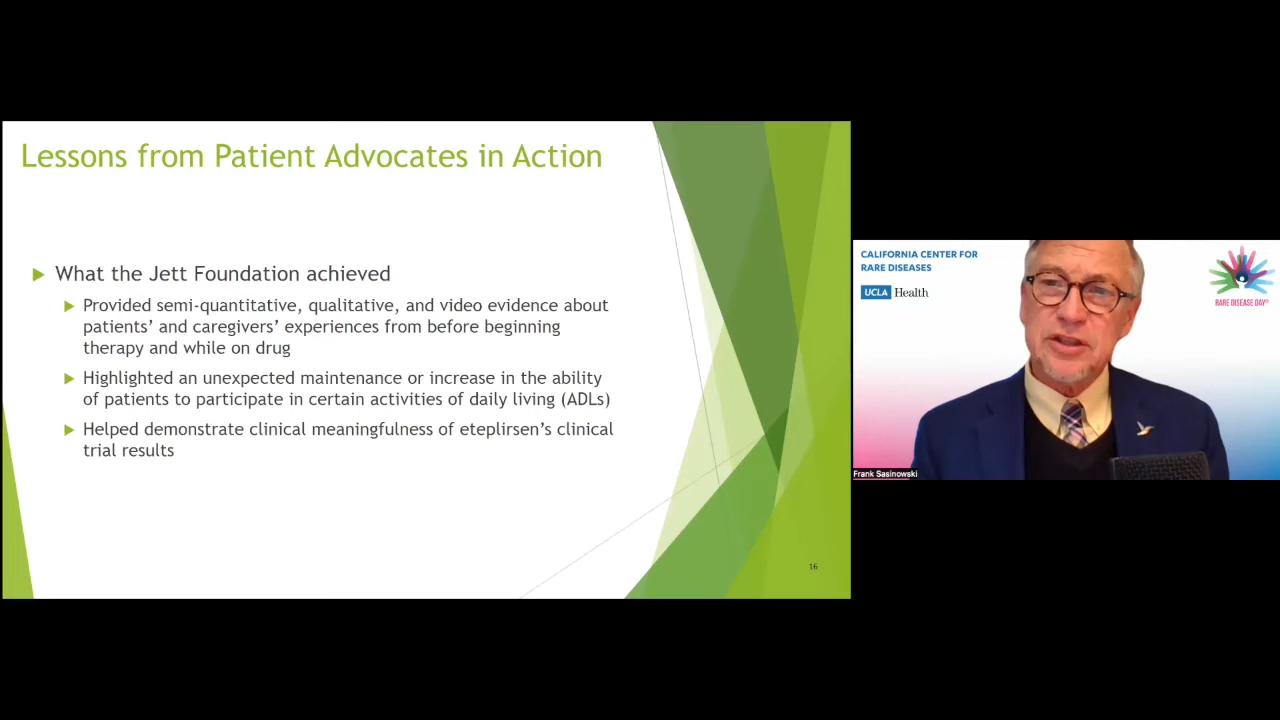 Lessons from Patient Advocates in Action
What the Jett Foundation achieved
Provided semi-quantitative, qualitative, and video evidence about
patients’ and caregivers’ experiences from before beginning
therapy and while on drug
Highlighted an unexpected maintenance or increase in the ability
of patients to participate in certain activities of daily living (ADLs)
Helped demonstrate clinical meaningfulness of eteplirsen’s clinical
trial results
16
CALIFORNIA CENTER FOR
RARE DISEASES
UCLA Health
RARE DISEASE DAY®
Frank Sasinowski